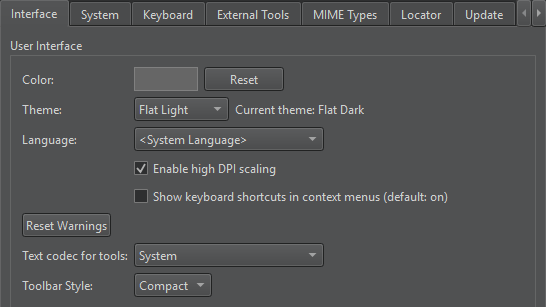 Interface System Keyboard External Tools MIME Types Locator Update
User Interface
Color: Reset
Theme: Flat Light Current theme: Flat Dark
Language: <System Language>
Enable high DPI scaling
Show keyboard shortcuts in context menus (default: on)
Reset Warnings
Text codec for tools: System
Toolbar Style: Compact